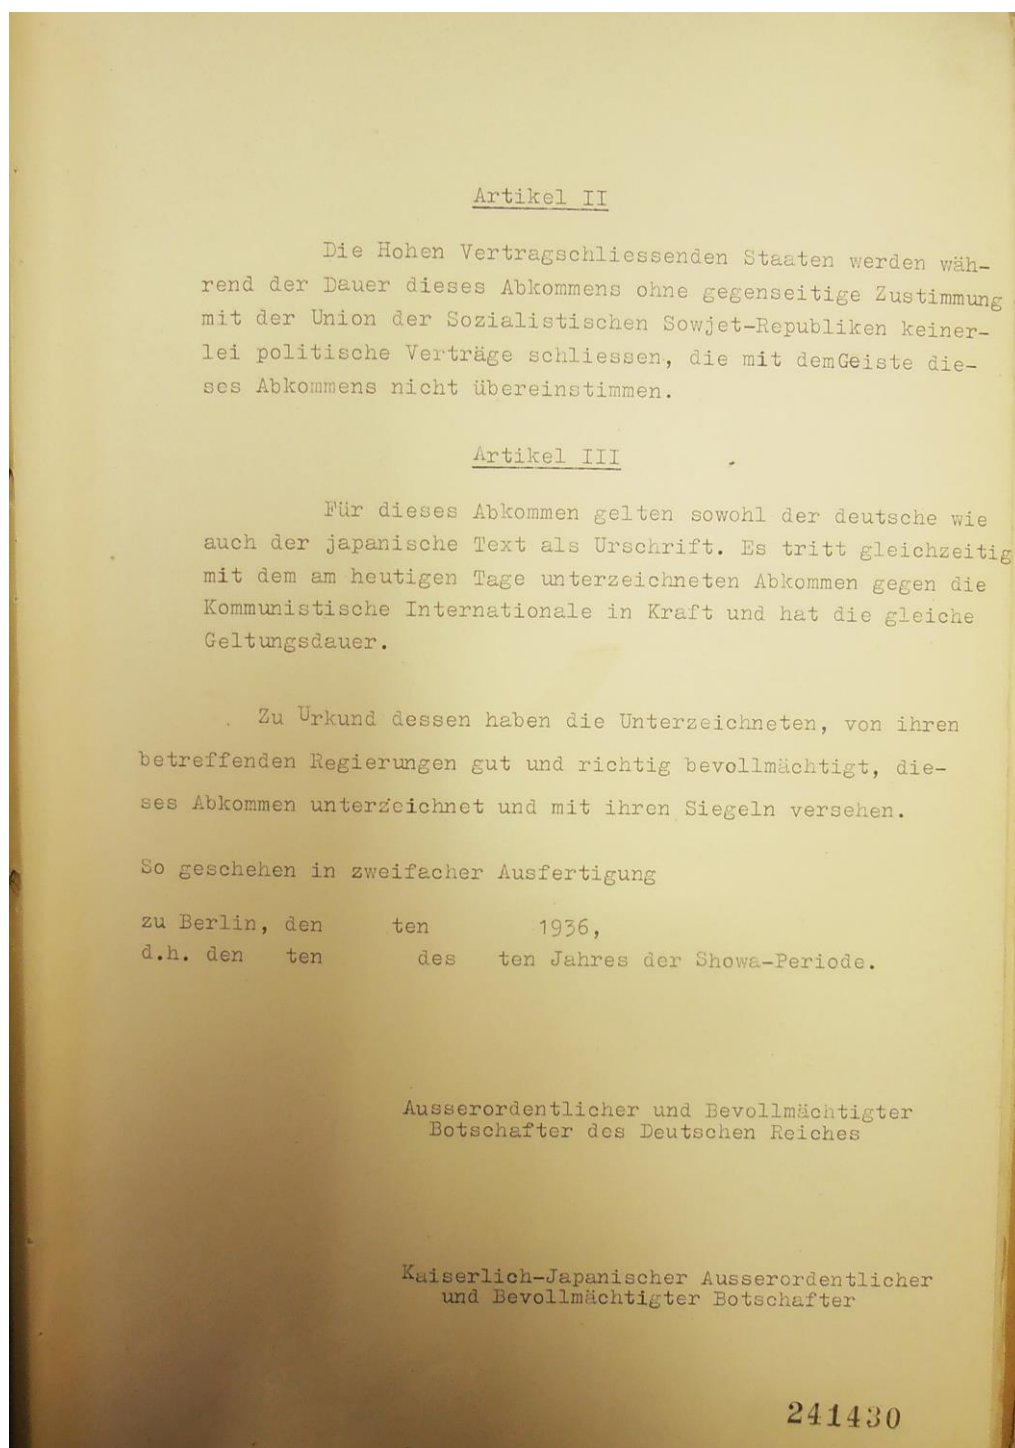 Artikel II
Die Hohen Vertragschliessenden Staaten werden wäh-
rend der Dauer dieses Abkommens ohne gegenseitige Zustimmung
mit der Union der Sozialistischen Sowjet-Republiken keiner-
lei politische Verträge schliessen, die mit demGeiste die-
ses Abkommens nicht übereinstimmen.
Artikel III
Für dieses Abkommen gelten sowohl der deutsche wie
auch der japanische Text als Urschrift. Es tritt gleichzeitig
mit dem am heutigen Tage unterzeichneten Abkommen gegen die
Kommunistische Internationale in Kraft und hat die gleiche
Geltungsdauer.
Zu Urkund dessen haben die Unterzeichneten, von ihren
betreffenden Regierungen gut und richtig bevollmächtigt, die-
ses Abkommen unterzeichnet und mit ihren Siegeln versehen.
So geschehen in zweifacher Ausfertigung
zu Berlin, den ten 1936,
d.h. den ten des ten Jahres der Showa-Periode.
Ausserordentlicher und Bevollmächtigter
Botschafter des Deutschen Reiches
Kaiserlich-Japanischer Ausserordentlicher
und Bevollmächtigter Botschafter
241430